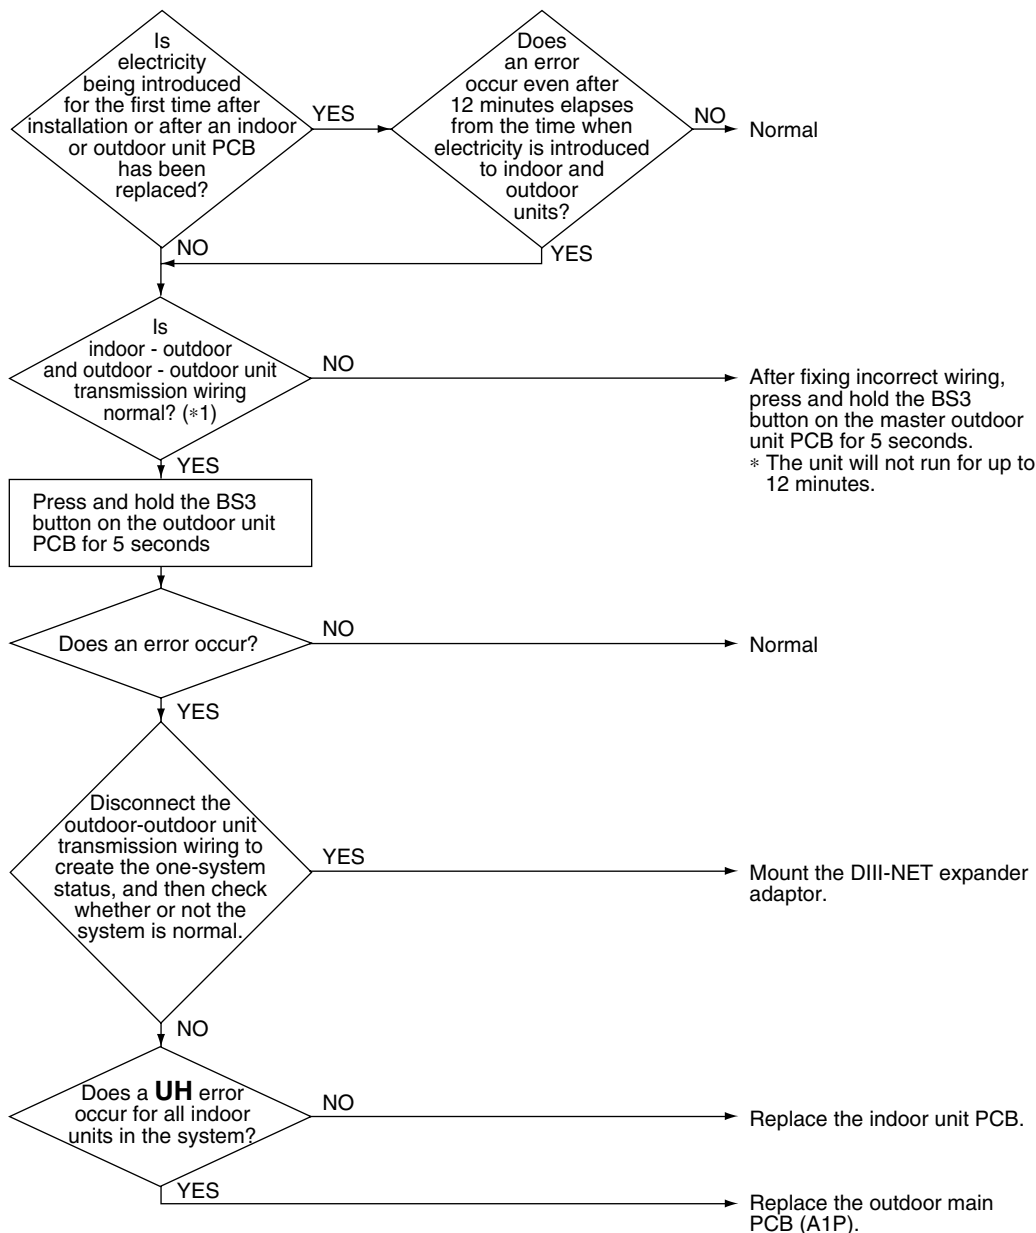 Is
electricity
being introduced
for the first time after
installation or after an indoor
or outdoor unit PCB
has been
replaced?
YES
Does
an error
occur even after
12 minutes elapses
from the time when
electricity is introduced
to indoor and
outdoor
units?
NO
Normal
NO
YES
Is
indoor - outdoor
and outdoor - outdoor unit
transmission wiring
normal? (*1)
NO
After fixing incorrect wiring,
press and hold the BS3
button on the master outdoor
unit PCB for 5 seconds.
* The unit will not run for up to
12 minutes.
YES
Press and hold the BS3
button on the outdoor unit
PCB for 5 seconds
Does an error occur?
NO
Normal
YES
Disconnect the
outdoor-outdoor unit
transmission wiring to
create the one-system
status, and then check
whether or not the
system is normal.
YES
Mount the DIII-NET expander
adaptor.
NO
Does a UH error
occur for all indoor
units in the system?
NO
Replace the indoor unit PCB.
YES
Replace the outdoor main
PCB (A1P).